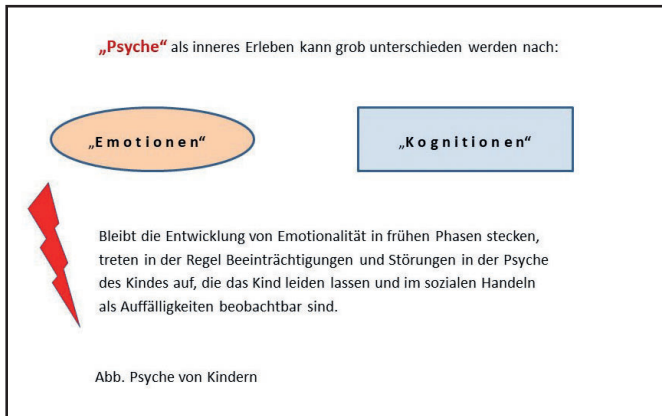 „Psyche“ als inneres Erleben kann grob unterschieden werden nach:
„Emotionen“
„Kognitionen“
Bleibt die Entwicklung von Emotionalität in frühen Phasen stecken,
treten in der Regel Beeinträchtigungen und Störungen in der Psyche
des Kindes auf, die das Kind leiden lassen und im sozialen Handeln
als Auffälligkeiten beobachtbar sind.
Abb. Psyche von Kindern